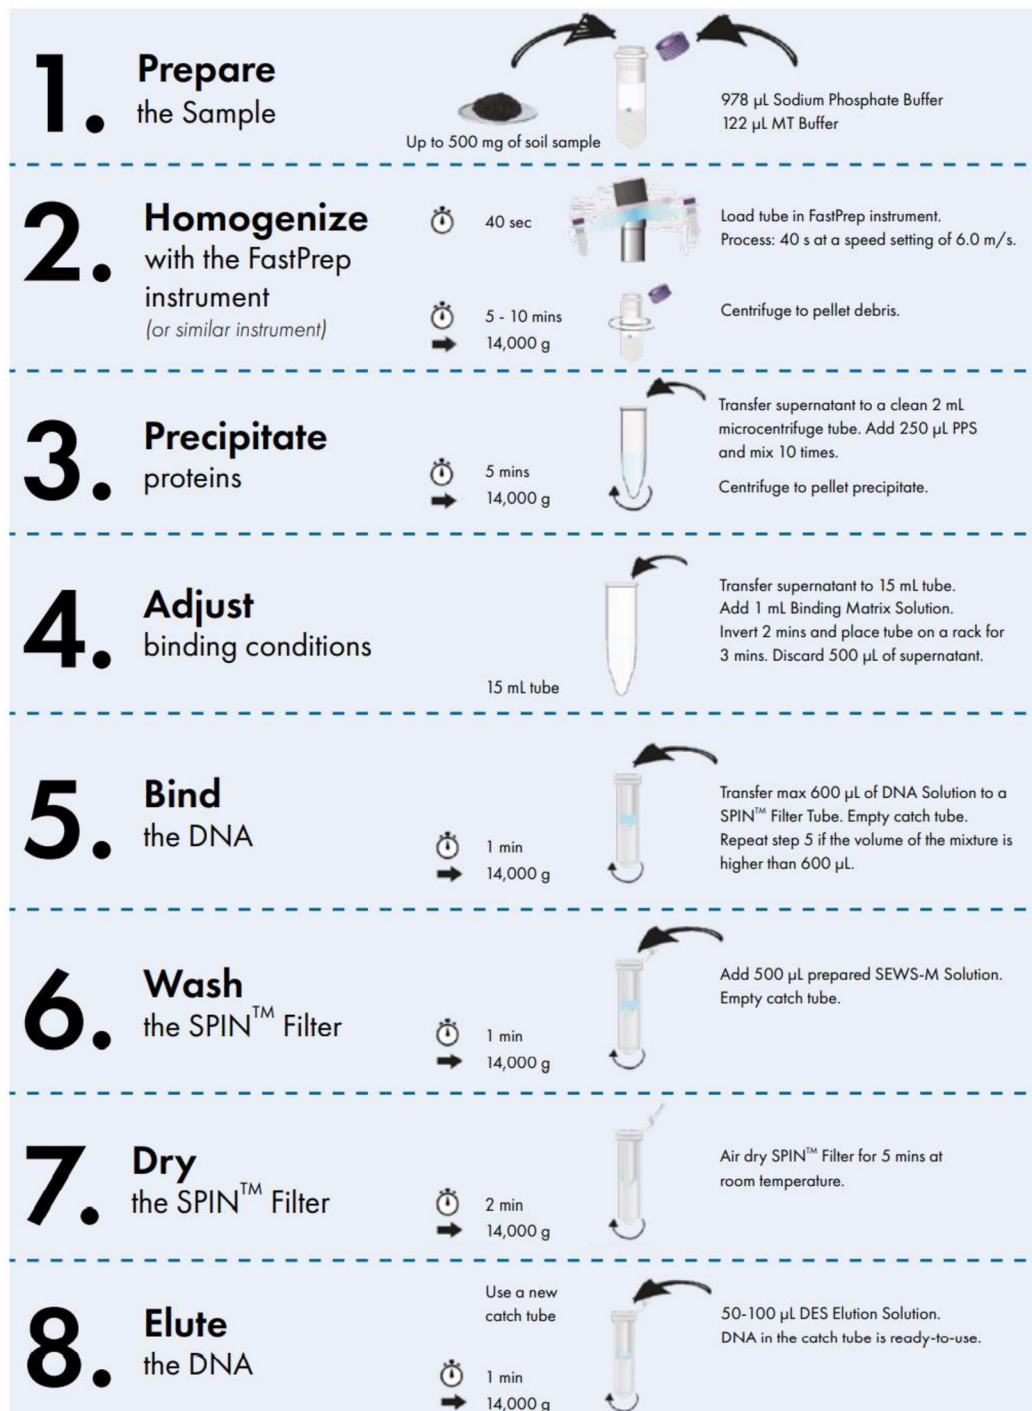 1.
Prepare
the Sample
Up to 500 mg of soil sample
978 µL Sodium Phosphate Buffer
122 µL MT Buffer
2.
Homogenize
with the FastPrep
instrument
(or similar instrument)
40 sec
Load tube in FastPrep instrument.
Process: 40 s at a speed setting of 6.0 m/s.
5 - 10 mins
14,000 g
Centrifuge to pellet debris.
3.
Precipitate
proteins
5 mins
14,000 g
Transfer supernatant to a clean 2 mL
microcentrifuge tube. Add 250 µL PPS
and mix 10 times.
Centrifuge to pellet precipitate.
4.
Adjust
binding conditions
15 mL tube
Transfer supernatant to 15 mL tube.
Add 1 mL Binding Matrix Solution.
Invert 2 mins and place tube on a rack for
3 mins. Discard 500 µL of supernatant.
5.
Bind
the DNA
1 min
14,000 g
Transfer max 600 µL of DNA Solution to a
SPIN™ Filter Tube. Empty catch tube.
Repeat step 5 if the volume of the mixture is
higher than 600 µL.
6.
Wash
the SPIN™ Filter
1 min
14,000 g
Add 500 µL prepared SEWS-M Solution.
Empty catch tube.
7.
Dry
the SPIN™ Filter
2 min
14,000 g
Air dry SPIN™ Filter for 5 mins at
room temperature.
8.
Elute
the DNA
Use a new
catch tube
1 min
14,000 g
50-100 µL DES Elution Solution.
DNA in the catch tube is ready-to-use.